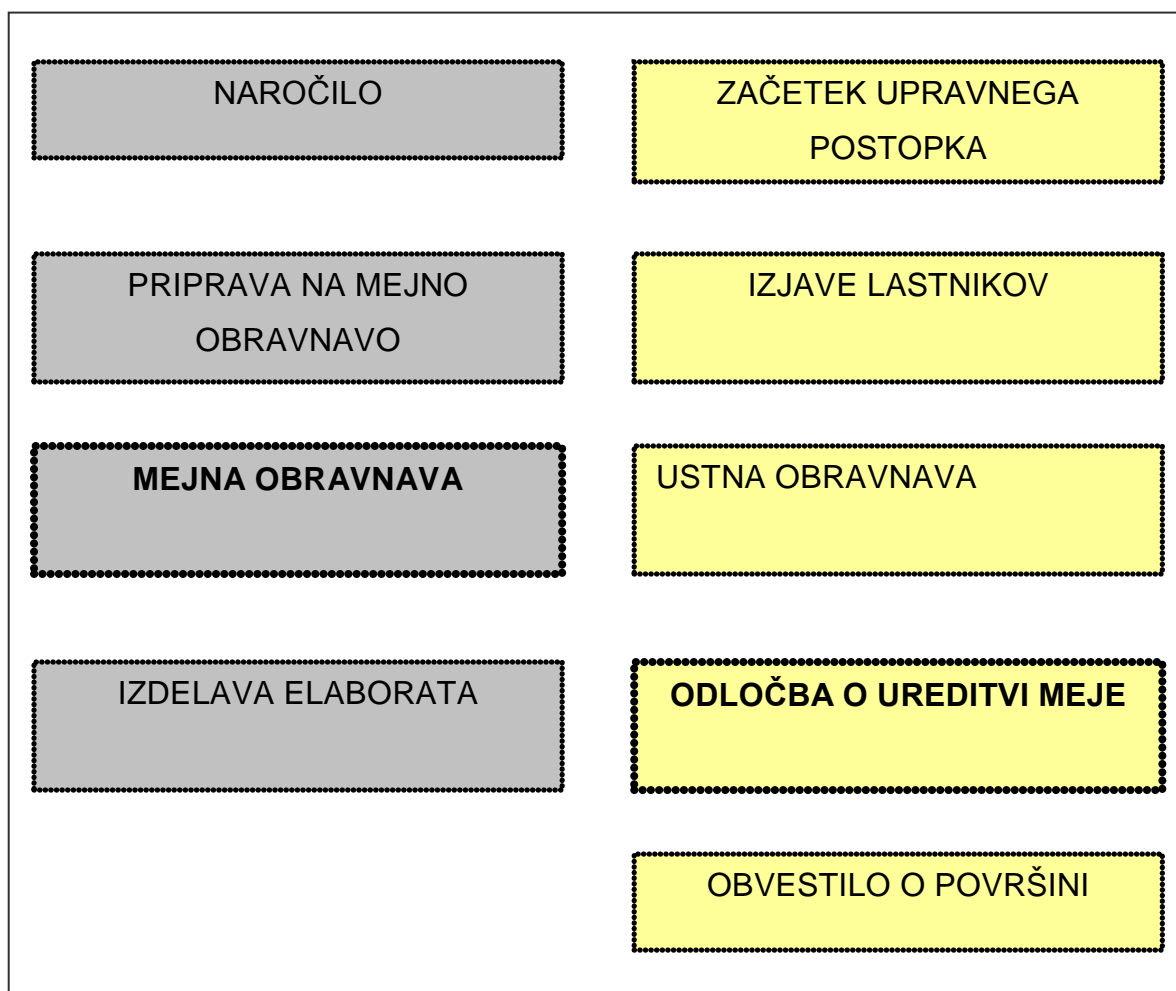 NAROČILO
PRIPRAVA NA MEJNO
OBRAVNAVO
MEJNA OBRAVNAVA
IZDELAVA ELABORATA
ZAČETEK UPRAVNEGA
POSTOPKA
IZJAVE LASTNIKOV
USTNA OBRAVNAVA
ODLOČBA O UREDITVI MEJE
OBVESTILO O POVRŠINI